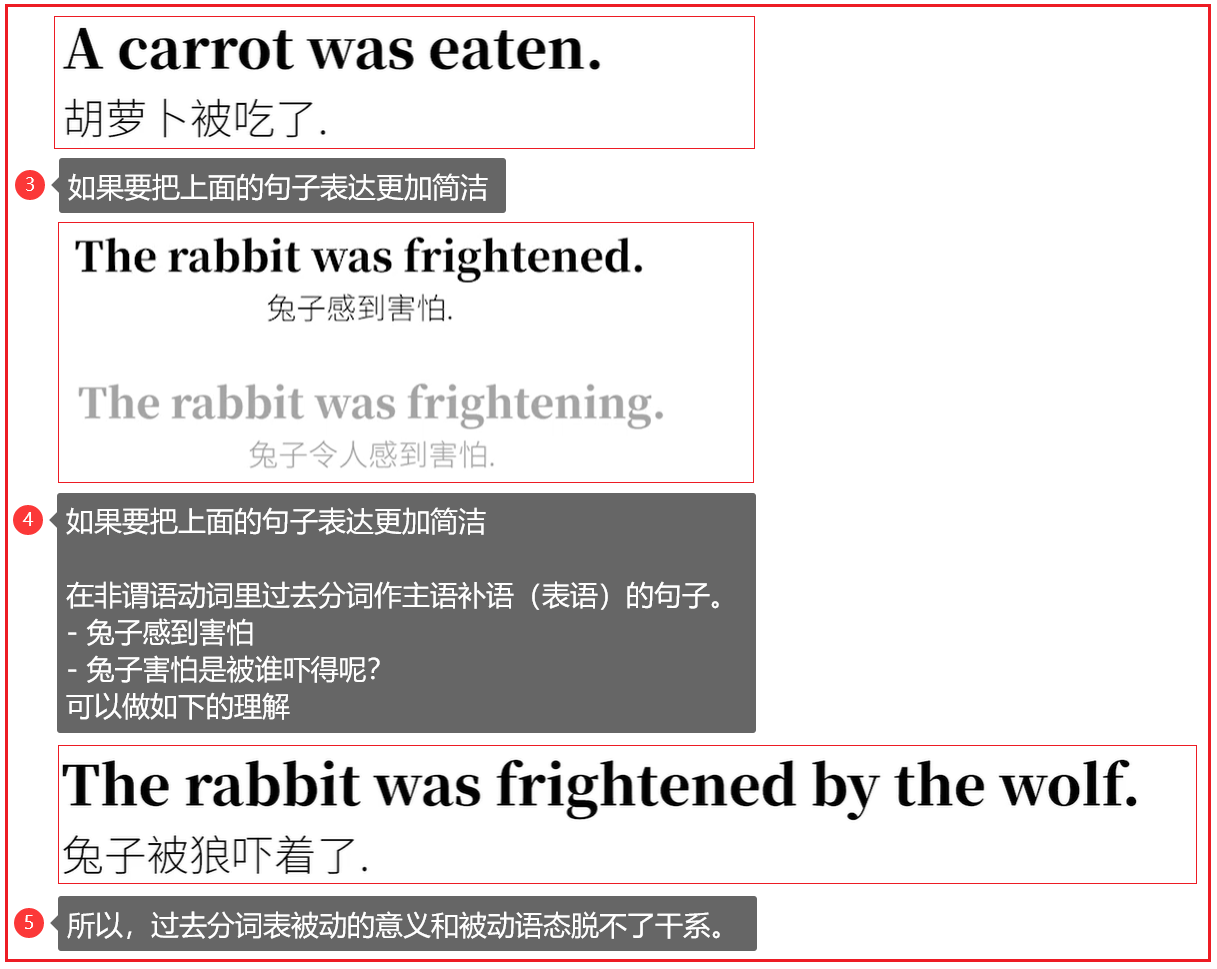 A carrot was eaten.
胡萝卜被吃了.
3 如果要把上面的句子表达更加简洁
The rabbit was frightened.
兔子感到害怕.
The rabbit was frightening.
兔子令人感到害怕.
4 如果要把上面的句子表达更加简洁
在非谓语动词里过去分词作主语补语（表语）的句子。
- 兔子感到害怕
- 兔子害怕是被谁吓得呢？
可以做如下的理解
The rabbit was frightened by the wolf.
兔子被狼吓着了.
5 所以，过去分词表被动的意义和被动语态脱不了干系。